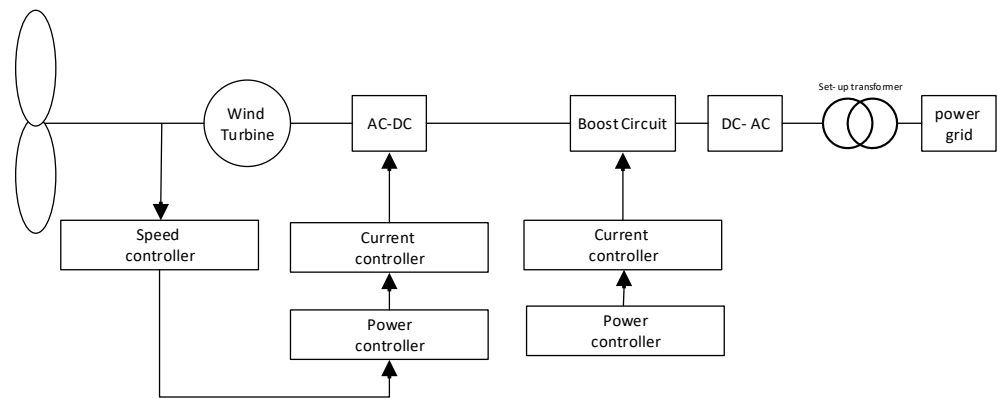 Set- up transformer
Wind
Turbine
AC-DC
Boost Circuit
DC- AC
power
grid
Speed
controller
Current
controller
Current
controller
Power
controller
Power
controller